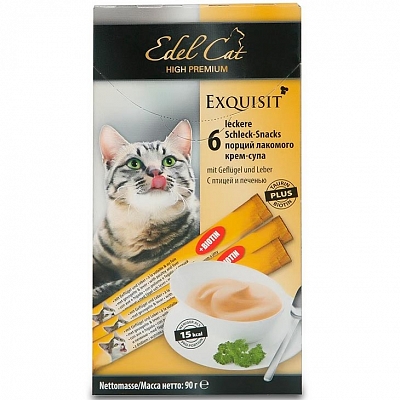 Edel Cat
HIGH PREMIUM
EXQUISIT
6 leckere
Schleck-Snacks
порций лакомого
крем-супа
mit Geflügel und Leber
С птицей и печенью
TAURIN
PLUS
BIOTIN
+BIOTIN
+BIOTIN
15 kcal
Nettomasse/Масса нетто: 90 г ℮